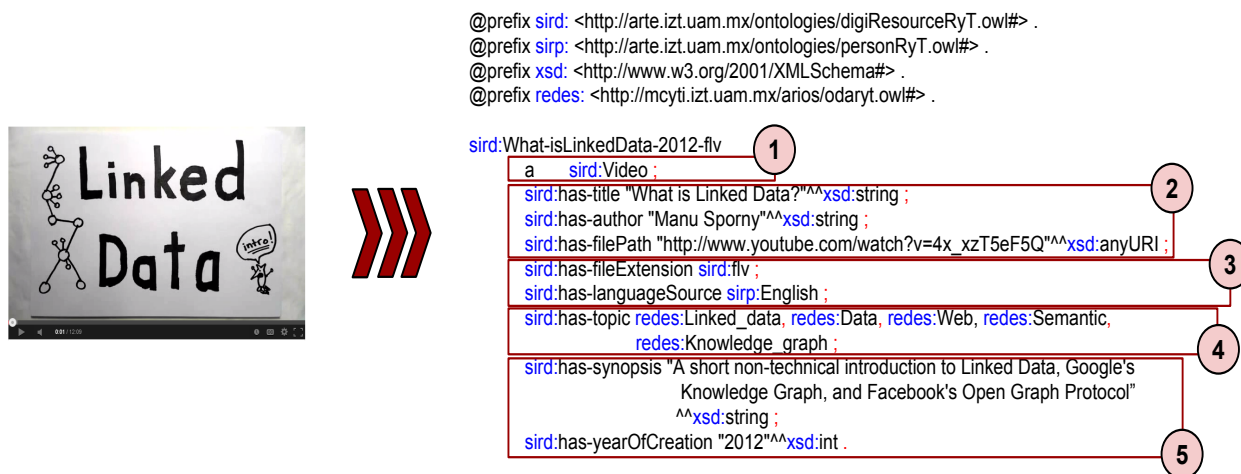 @prefix sird: <http://arte.izt.uam.mx/ontologies/digiResourceRyT.owl#> .
@prefix sirp: <http://arte.izt.uam.mx/ontologies/personRyT.owl#> .
@prefix xsd: <http://www.w3.org/2001/XMLSchema#> .
@prefix redes: <http://mcyti.izt.uam.mx/arios/odaryt.owl#> .
Linked
Data
intro!
0:01 / 12:09
sird:What-isLinkedData-2012-flv
1
a sird:Video ;
2
sird:has-title "What is Linked Data?"^^xsd:string ;
sird:has-author "Manu Sporny"^^xsd:string ;
sird:has-filePath "http://www.youtube.com/watch?v=4x_xzT5eF5Q"^^xsd:anyURI ;
3
sird:has-fileExtension sird:flv ;
sird:has-languageSource sirp:English ;
sird:has-topic redes:Linked_data, redes:Data, redes:Web, redes:Semantic,
redes:Knowledge_graph ;
4
sird:has-synopsis "A short non-technical introduction to Linked Data, Google's
Knowledge Graph, and Facebook's Open Graph Protocol”
^^xsd:string ;
sird:has-yearOfCreation "2012"^^xsd:int .
5